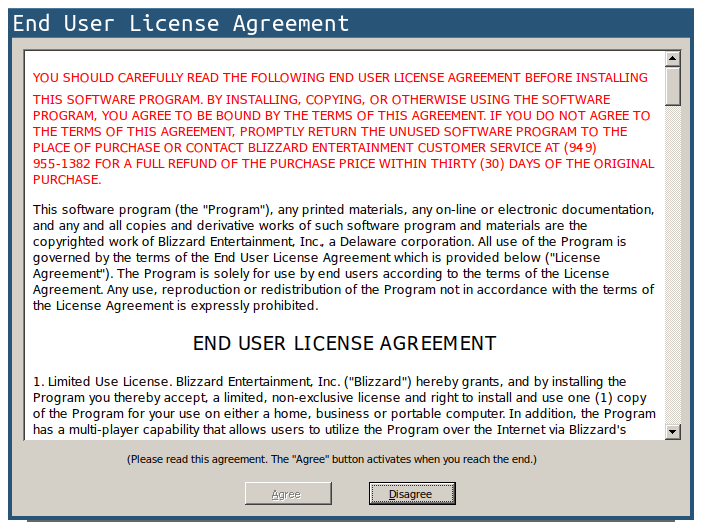 End User License Agreement
YOU SHOULD CAREFULLY READ THE FOLLOWING END USER LICENSE AGREEMENT BEFORE INSTALLING
THIS SOFTWARE PROGRAM. BY INSTALLING, COPYING, OR OTHERWISE USING THE SOFTWARE
PROGRAM, YOU AGREE TO BE BOUND BY THE TERMS OF THIS AGREEMENT. IF YOU DO NOT AGREE TO
THE TERMS OF THIS AGREEMENT, PROMPTLY RETURN THE UNUSED SOFTWARE PROGRAM TO THE
PLACE OF PURCHASE OR CONTACT BLIZZARD ENTERTAINMENT CUSTOMER SERVICE AT (949)
955-1382 FOR A FULL REFUND OF THE PURCHASE PRICE WITHIN THIRTY (30) DAYS OF THE ORIGINAL
PURCHASE.
This software program (the "Program"), any printed materials, any on-line or electronic documentation,
and any and all copies and derivative works of such software program and materials are the
copyrighted work of Blizzard Entertainment, Inc., a Delaware corporation. All use of the Program is
governed by the terms of the End User License Agreement which is provided below ("License
Agreement"). The Program is solely for use by end users according to the terms of the License
Agreement. Any use, reproduction or redistribution of the Program not in accordance with the terms of
the License Agreement is expressly prohibited.
END USER LICENSE AGREEMENT
1. Limited Use License. Blizzard Entertainment, Inc. ("Blizzard") hereby grants, and by installing the
Program you thereby accept, a limited, non-exclusive license and right to install and use one (1) copy
of the Program for your use on either a home, business or portable computer. In addition, the Program
has a multi-player capability that allows users to utilize the Program over the Internet via Blizzard's
(Please read this agreement. The "Agree" button activates when you reach the end.)
Agree
Disagree